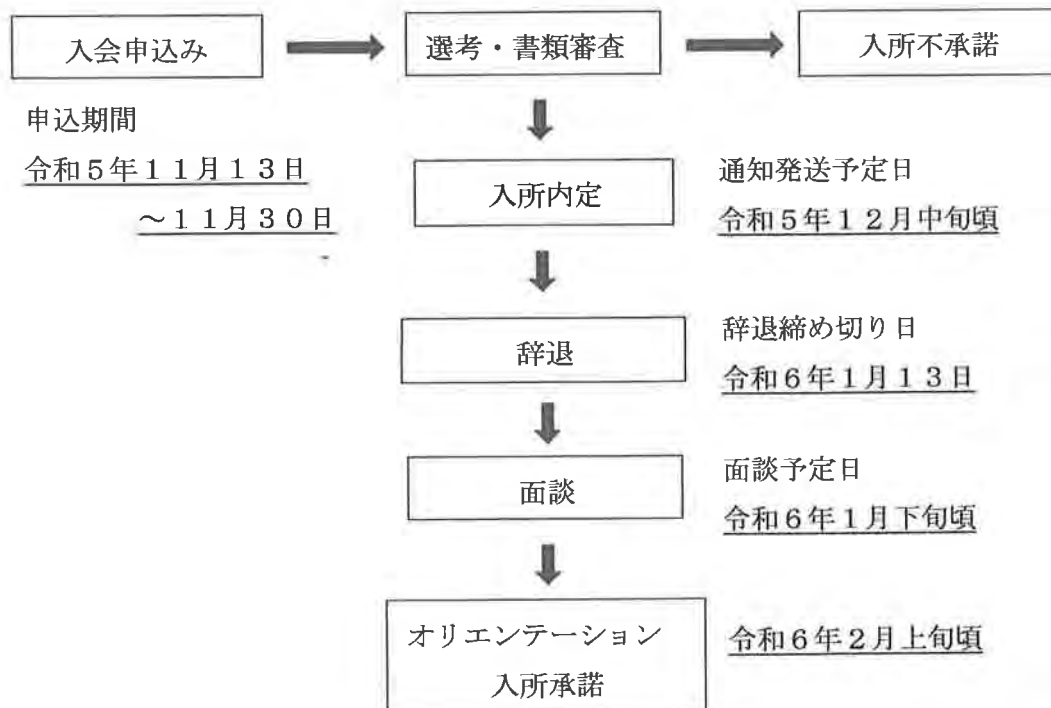 入会申込み
選考・書類審査
入所不承諾
申込期間
令和５年１１月１３日
～１１月３０日
入所内定
通知発送予定日
令和５年１２月中旬頃
辞退
辞退締め切り日
令和６年１月１３日
面談
面談予定日
令和６年１月下旬頃
オリエンテーション
入所承諾
令和６年２月上旬頃